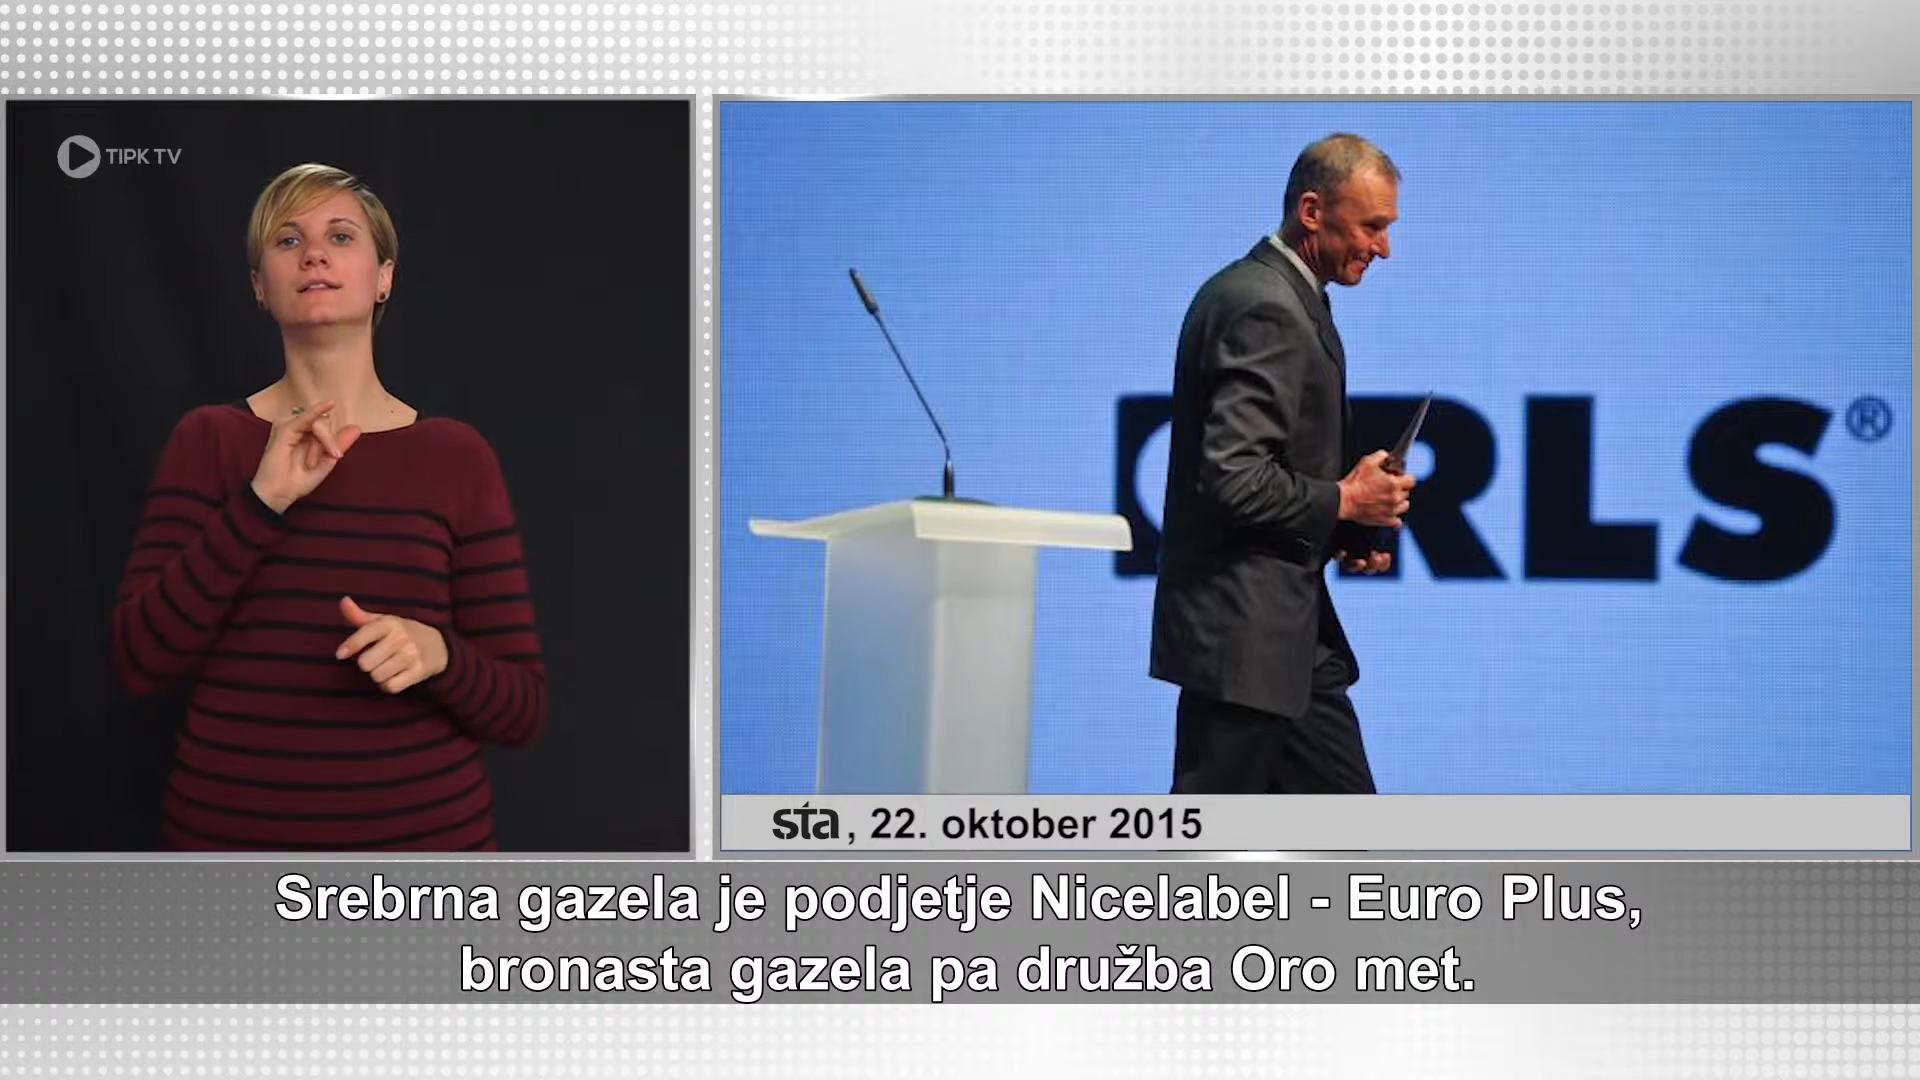 TIPK TV
RLS®
sta, 22. oktober 2015
Srebrna gazela je podjetje Nicelabel - Euro Plus,
bronasta gazela pa družba Oro met.